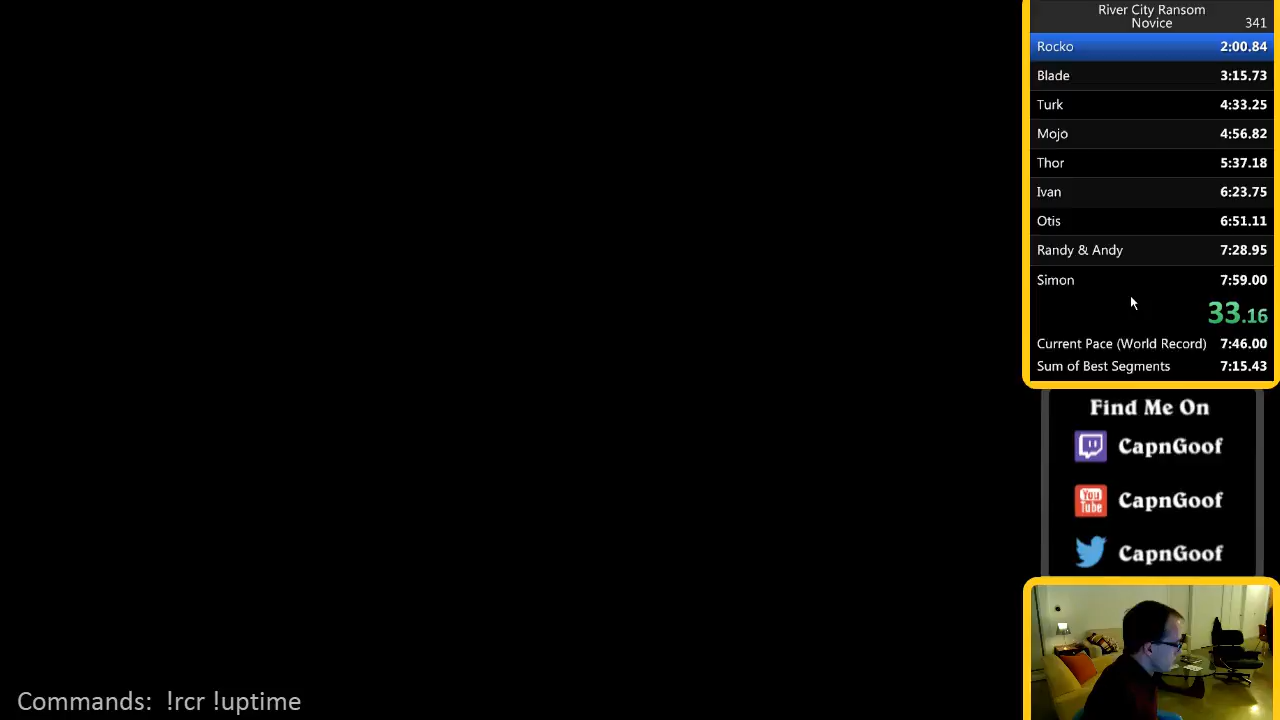 River City Ransom
Novice 341
Rocko 2:00.84
Blade 3:15.73
Turk 4:33.25
Mojo 4:56.82
Thor 5:37.18
Ivan 6:23.75
Otis 6:51.11
Randy & Andy 7:28.95
Simon 7:59.00
33.16
Current Pace (World Record) 7:46.00
Sum of Best Segments 7:15.43
Find Me On
CapnGoof
You Tube CapnGoof
CapnGoof
Commands: !rcr !uptime